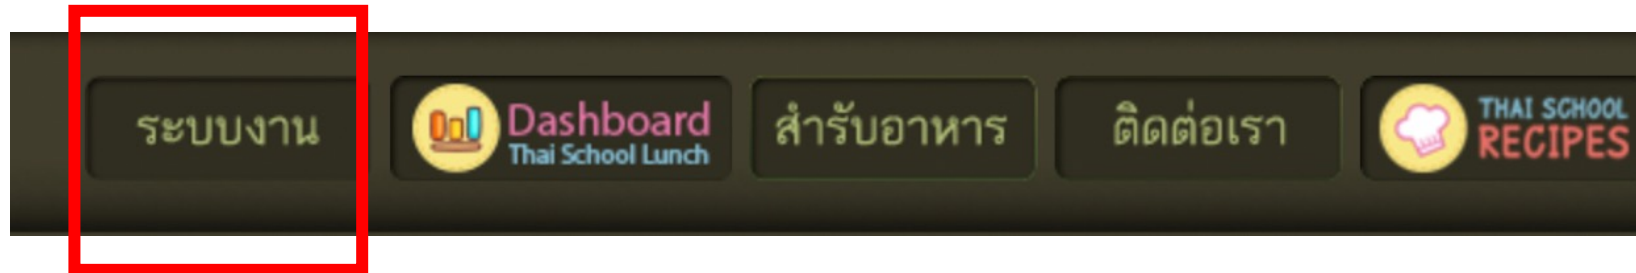 ระบบงาน
Dashboard
Thai School Lunch
สำรับอาหาร
ติดต่อเรา
THAI SCHOOL
RECIPES